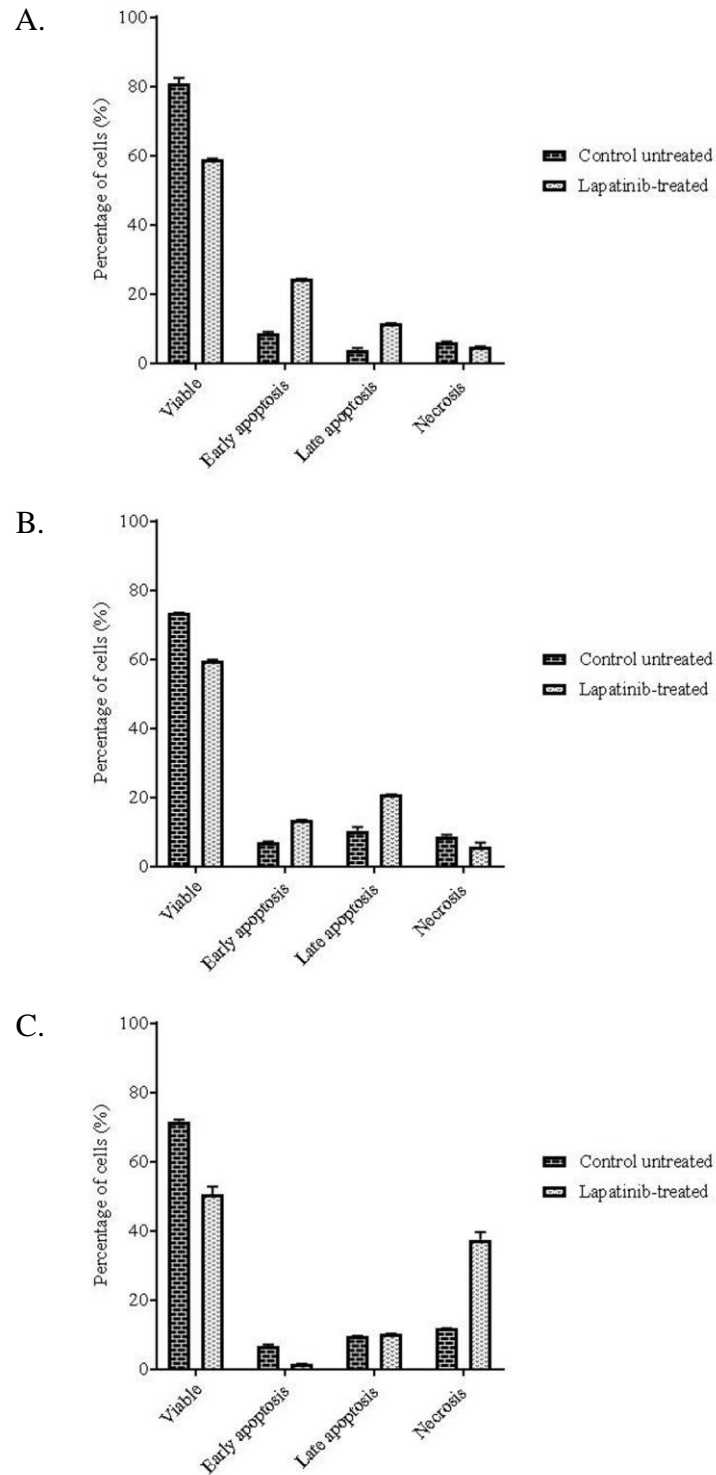 A.
100
80
60
40
20
0
Percentage of cells (%)
Viable
Early apoptosis
Late apoptosis
Necrosis
Control untreated
Lapatinib-treated
B.
100
80
60
40
20
0
Percentage of cells (%)
Viable
Early apoptosis
Late apoptosis
Necrosis
Control untreated
Lapatinib-treated
C.
100
80
60
40
20
0
Percentage of cells (%)
Viable
Early apoptosis
Late apoptosis
Necrosis
Control untreated
Lapatinib-treated